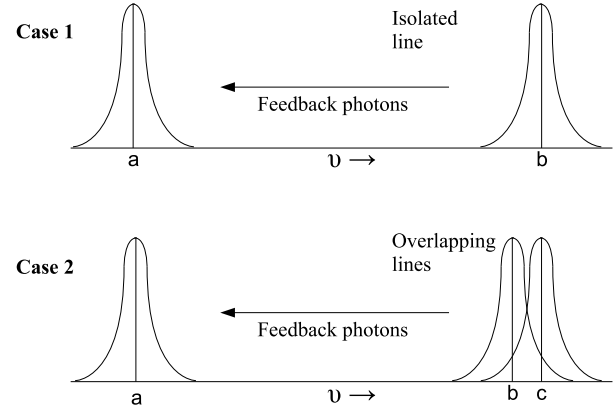 Case 1
Isolated
line
Feedback photons
a
υ →
b
Case 2
Overlapping
lines
Feedback photons
a
υ →
b
c